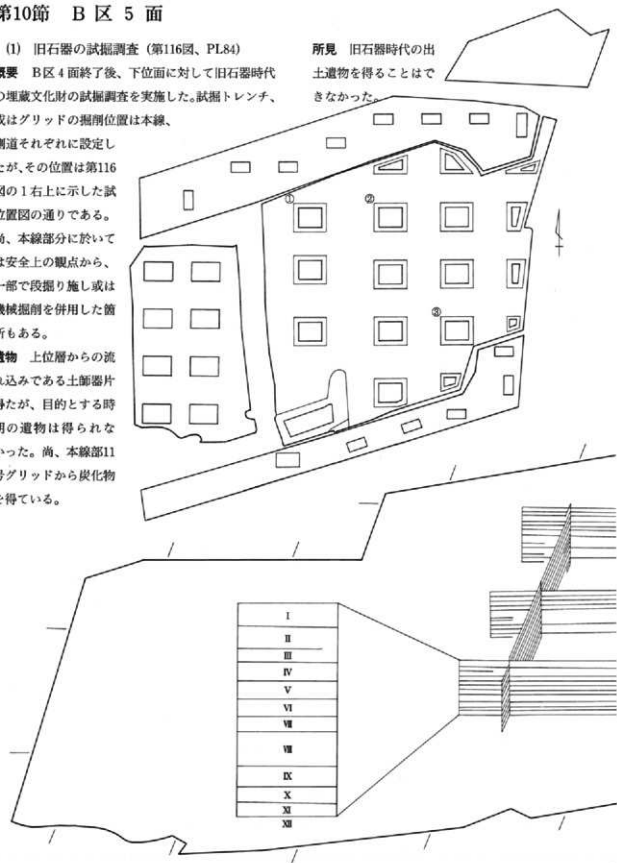 第10節 B区5面
(1) 旧石器の試掘調査 (第116図、PL84)
概要 B区4面終了後、下位面に対して旧石器時代
の埋蔵文化財の試掘調査を実施した。試掘トレンチ、
或はグリッドの掘削位置は本線、
側道それぞれに設定し
たが、その位置は第116
図の1右上に示した試
位置図の通りである。
尚、本線部分に於いて
は安全上の観点から、
一部で段掘り施し或は
機械掘削を併用した箇
所もある。
遺物 上位層からの流
れ込みである土師器片
得たが、目的とする時
期の遺物は得られな
かった。尚、本線部11
号グリッドから炭化物
を得ている。
所見 旧石器時代の出
土遺物を得ることはで
きなかった。
①
②
③
I
II
III
IV
V
VI
VII
VIII
IX
X
XI
XII